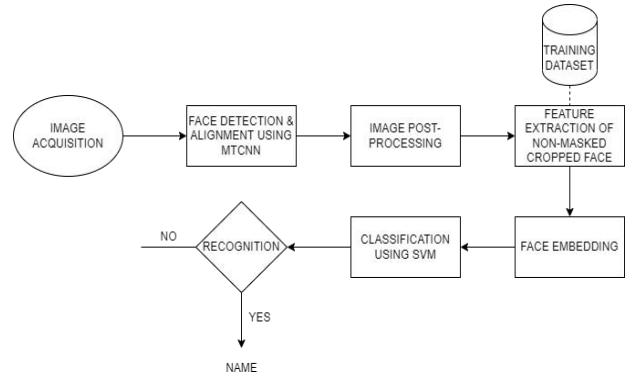 TRAINING
DATASET
IMAGE
ACQUISITION
FACE DETECTION &
ALIGNMENT USING
MTCNN
IMAGE POST-
PROCESSING
FEATURE
EXTRACTION OF
NON-MASKED
CROPPED FACE
FACE EMBEDDING
CLASSIFICATION
USING SVM
RECOGNITION
NO
YES
NAME